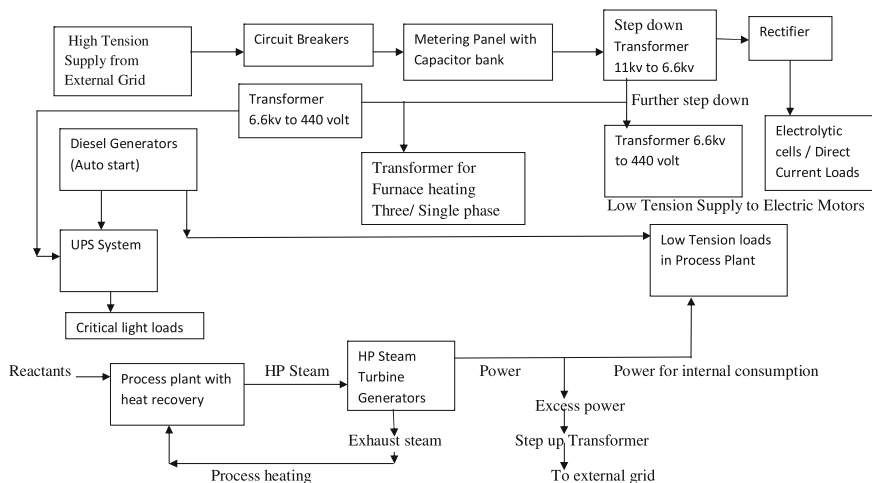 High Tension
Supply from
External Grid
Circuit Breakers
Metering Panel with
Capacitor bank
Step down
Transformer
11kv to 6.6kv
Rectifier
Further step down
Transformer
6.6kv to 440 volt
Diesel Generators
(Auto start)
Transformer for
Furnace heating
Three/ Single phase
Transformer 6.6kv
to 440 volt
Electrolytic
cells / Direct
Current Loads
Low Tension Supply to Electric Motors
UPS System
Low Tension loads
in Process Plant
Critical light loads
Reactants
Process plant with
heat recovery
HP Steam
HP Steam
Turbine
Generators
Power
Power for internal consumption
Excess power
Exhaust steam
Step up Transformer
Process heating
To external grid